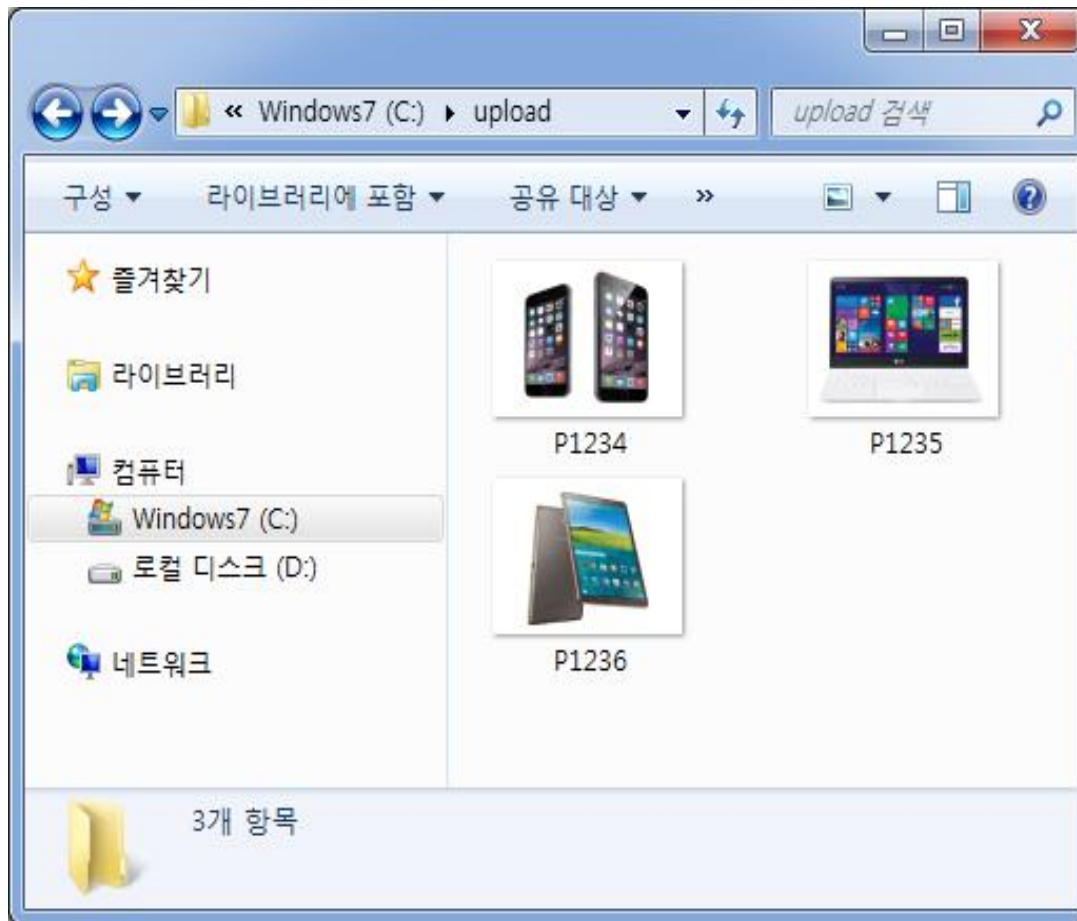 « Windows7 (C:) ▸ upload
upload 검색
구성 라이브러리에 포함 공유 대상 »
즐겨찾기
라이브러리
컴퓨터
Windows7 (C:)
로컬 디스크 (D:)
네트워크
P1234 P1235
P1236
3개 항목